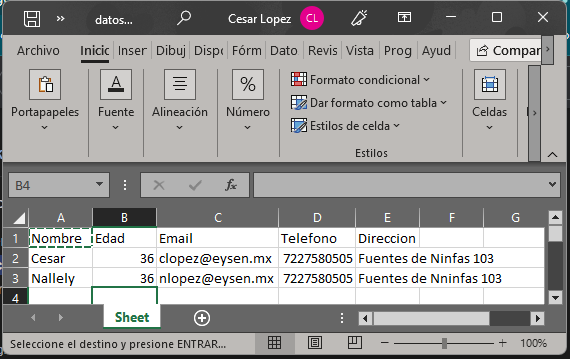 datos...
Cesar Lopez
CL
Archivo Inicic Inser Dibuj Dispo Fórm Dato Revis Vista Prog Ayud Compar
Portapapeles
Fuente
Alineación
Número
Formato condicional
Dar formato como tabla
Estilos de celda
Estilos
Celdas
B4
fx
A B C D E F G
1 Nombre Edad Email Telefono Direccion
2 Cesar 36 clopez@eysen.mx 7227580505 Fuentes de Nninfas 103
3 Nallely 36 nlopez@eysen.mx 7227580505 Fuentes de Nninfas 103
4
Sheet
Seleccione el destino y presione ENTRAR...
100%